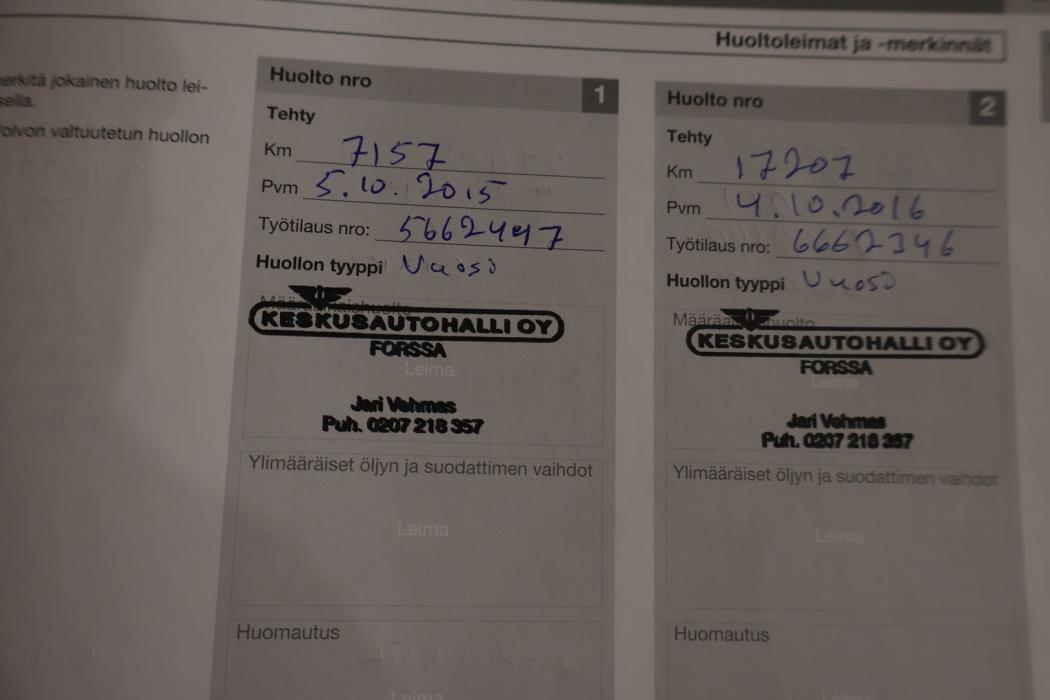 Huoltoleimat ja -merkinnät
erkitä jokainen huolto lei-
sella.
olvon valtuutetun huollon
Huolto nro 1
Tehty
Km 7157
Pvm 5.10.2015
Työtilaus nro: 5662497
Huollon tyyppi Vuosi
KESKUSAUTOHALLI OY
FORSSA
Leima
Jari Vehmas
Puh. 0207 218 357
Ylimääräiset öljyn ja suodattimen vaihdot
Leima
Huomautus
Leima
Huolto nro 2
Tehty
Km 17207
Pvm 4.10.2016
Työtilaus nro: 6662346
Huollon tyyppi Vuosi
KESKUSAUTOHALLI OY
FORSSA
Leima
Jari Vehmas
Puh. 0207 218 357
Ylimääräiset öljyn ja suodattimen vaihdot
Leima
Huomautus